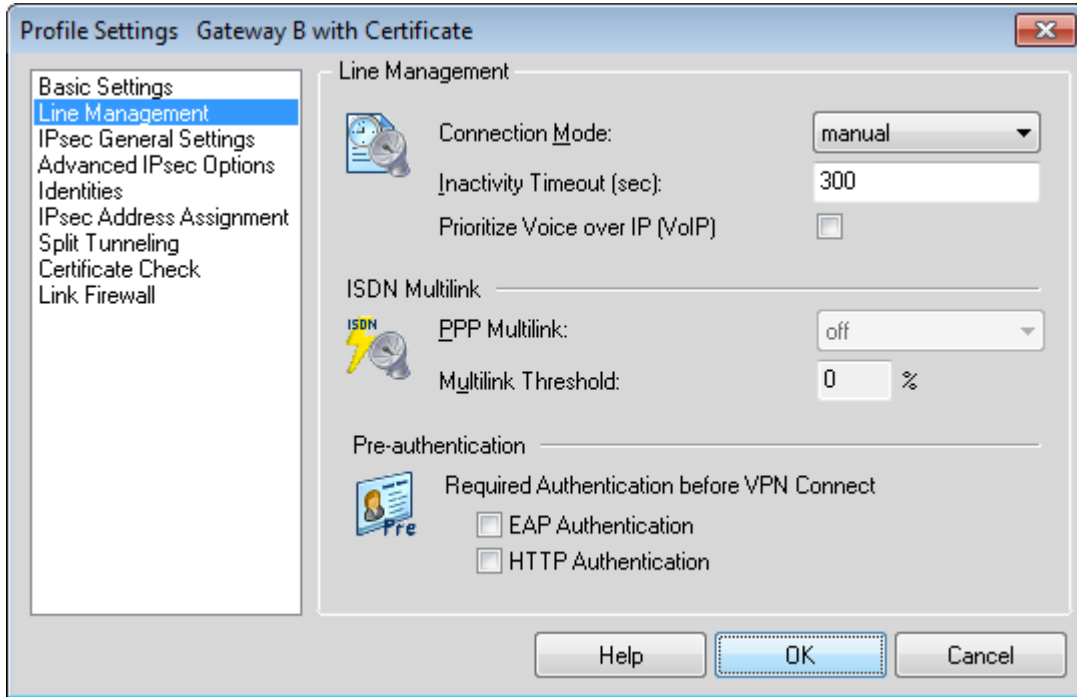 Profile Settings   Gateway B with Certificate
Basic Settings
Line Management
IPsec General Settings
Advanced IPsec Options
Identities
IPsec Address Assignment
Split Tunneling
Certificate Check
Link Firewall
Line Management
Connection Mode: manual
Inactivity Timeout (sec): 300
Prioritize Voice over IP (VoIP)
ISDN Multilink
ISDN
PPP Multilink: off
Multilink Threshold: 0 %
Pre-authentication
Required Authentication before VPN Connect
Pre
EAP Authentication
HTTP Authentication
Help OK Cancel